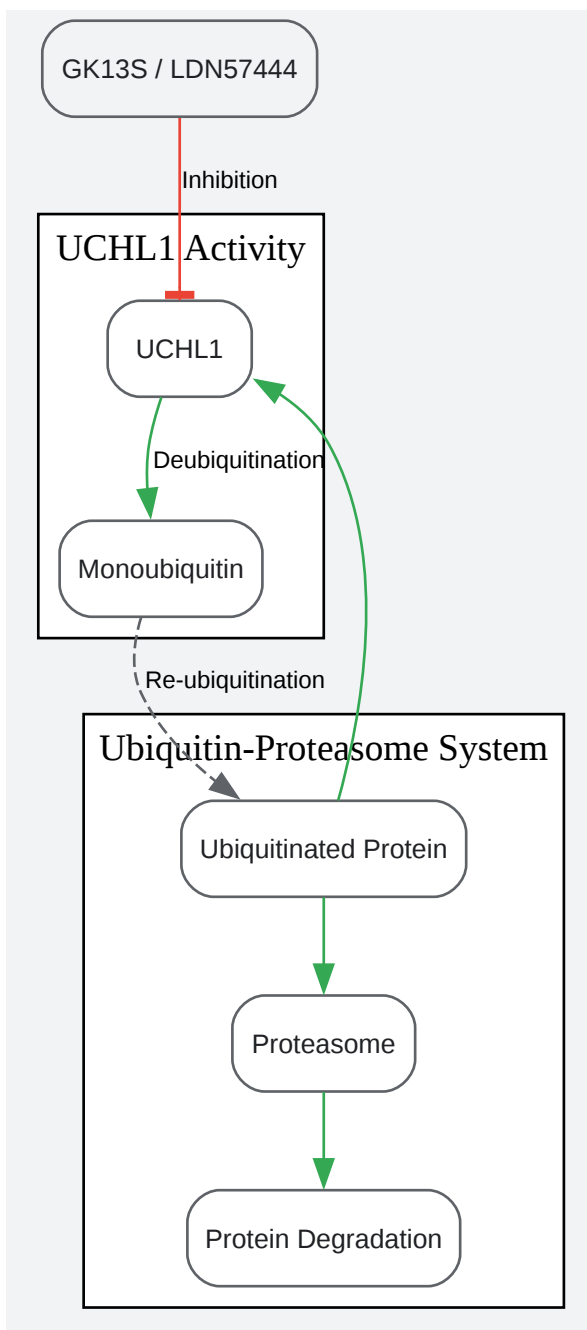 GK13S / LDN57444
Inhibition
UCHL1 Activity
UCHL1
Deubiquitination
Monoubiquitin
Re-ubiquitination
Ubiquitin-Proteasome System
Ubiquitinated Protein
Proteasome
Protein Degradation